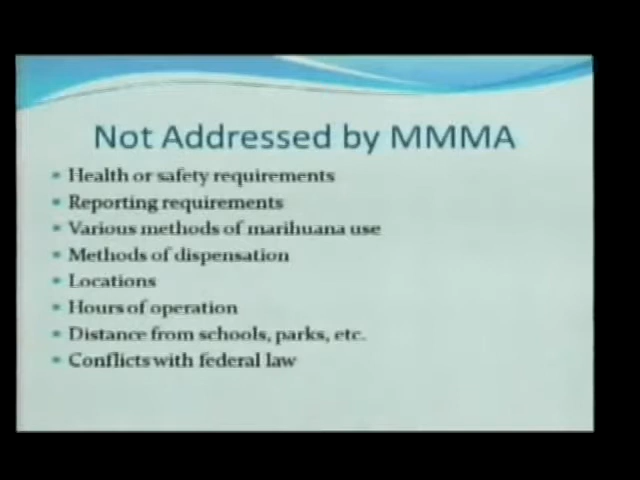 Not Addressed by MMMA
Health or safety requirements
Reporting requirements
Various methods of marihuana use
Methods of dispensation
Locations
Hours of operation
Distance from schools, parks, etc.
Conflicts with federal law